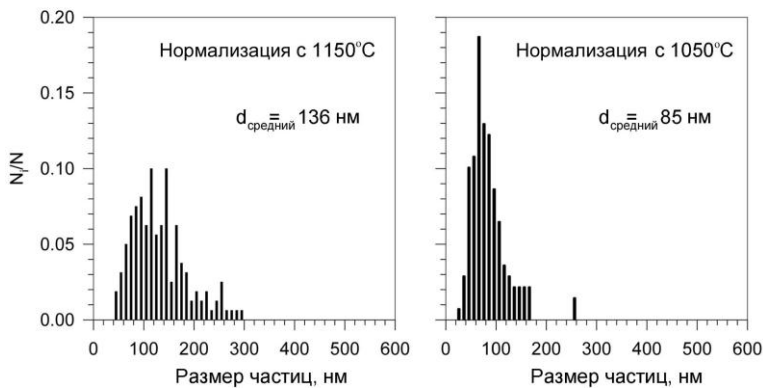 0.20
0.15
0.10
0.05
0.00
Nᵢ/N
Нормализация с 1150°C
dсредний= 136 нм
0 100 200 300 400 500 600
Размер частиц, нм
Нормализация с 1050°C
dсредний= 85 нм
0 100 200 300 400 500 600
Размер частиц, нм